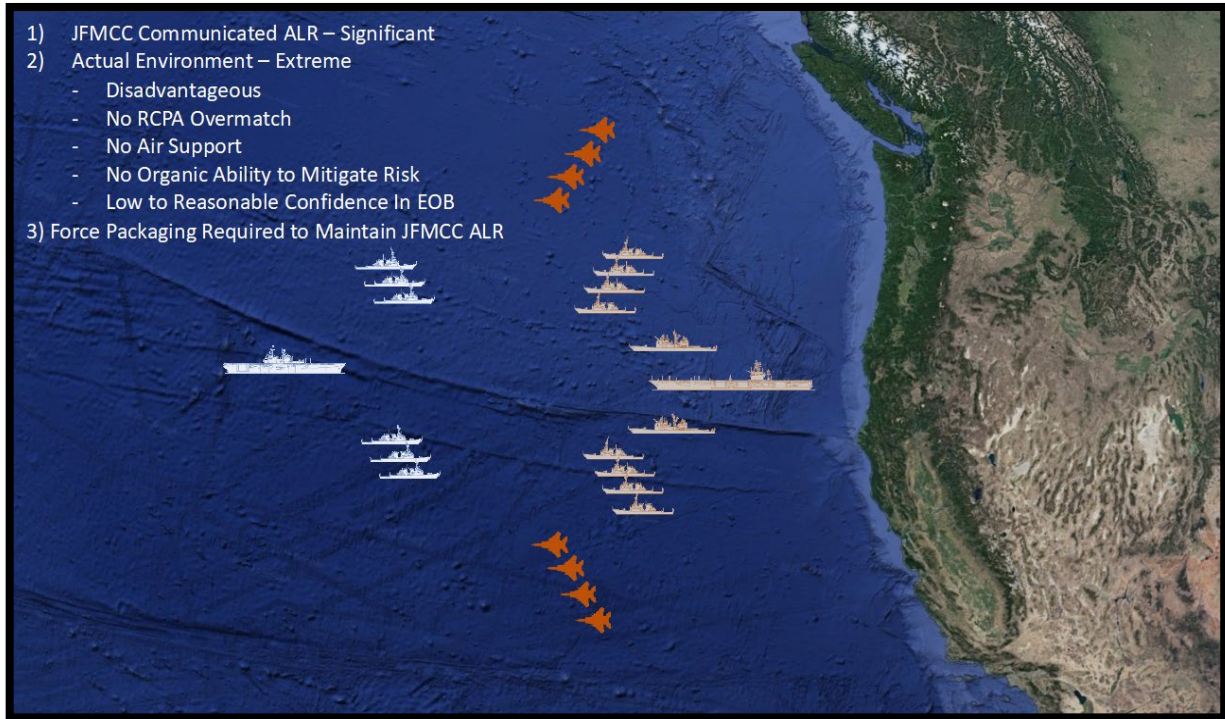 1) JFMCC Communicated ALR – Significant
2) Actual Environment – Extreme
- Disadvantageous
- No RCPA Overmatch
- No Air Support
- No Organic Ability to Mitigate Risk
- Low to Reasonable Confidence In EOB
3) Force Packaging Required to Maintain JFMCC ALR